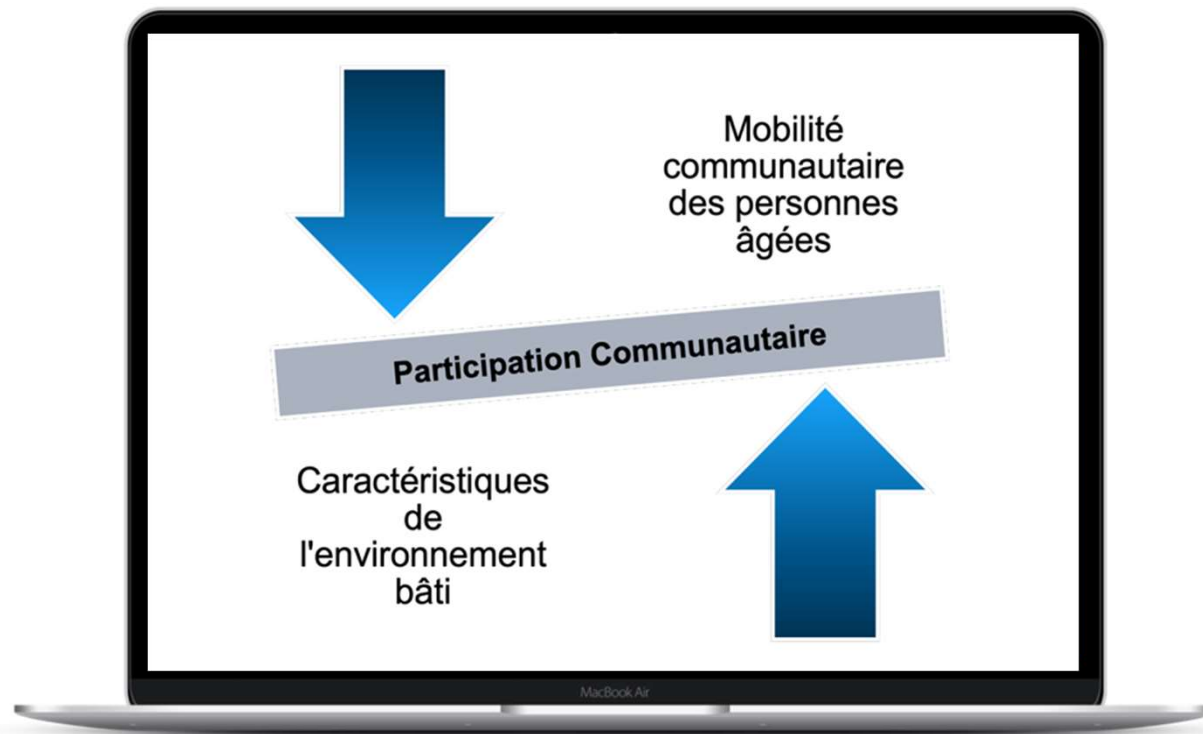 Mobilité
communautaire
des personnes
âgées
Participation Communautaire
Caractéristiques
de
l'environnement
bâti
MacBook Air